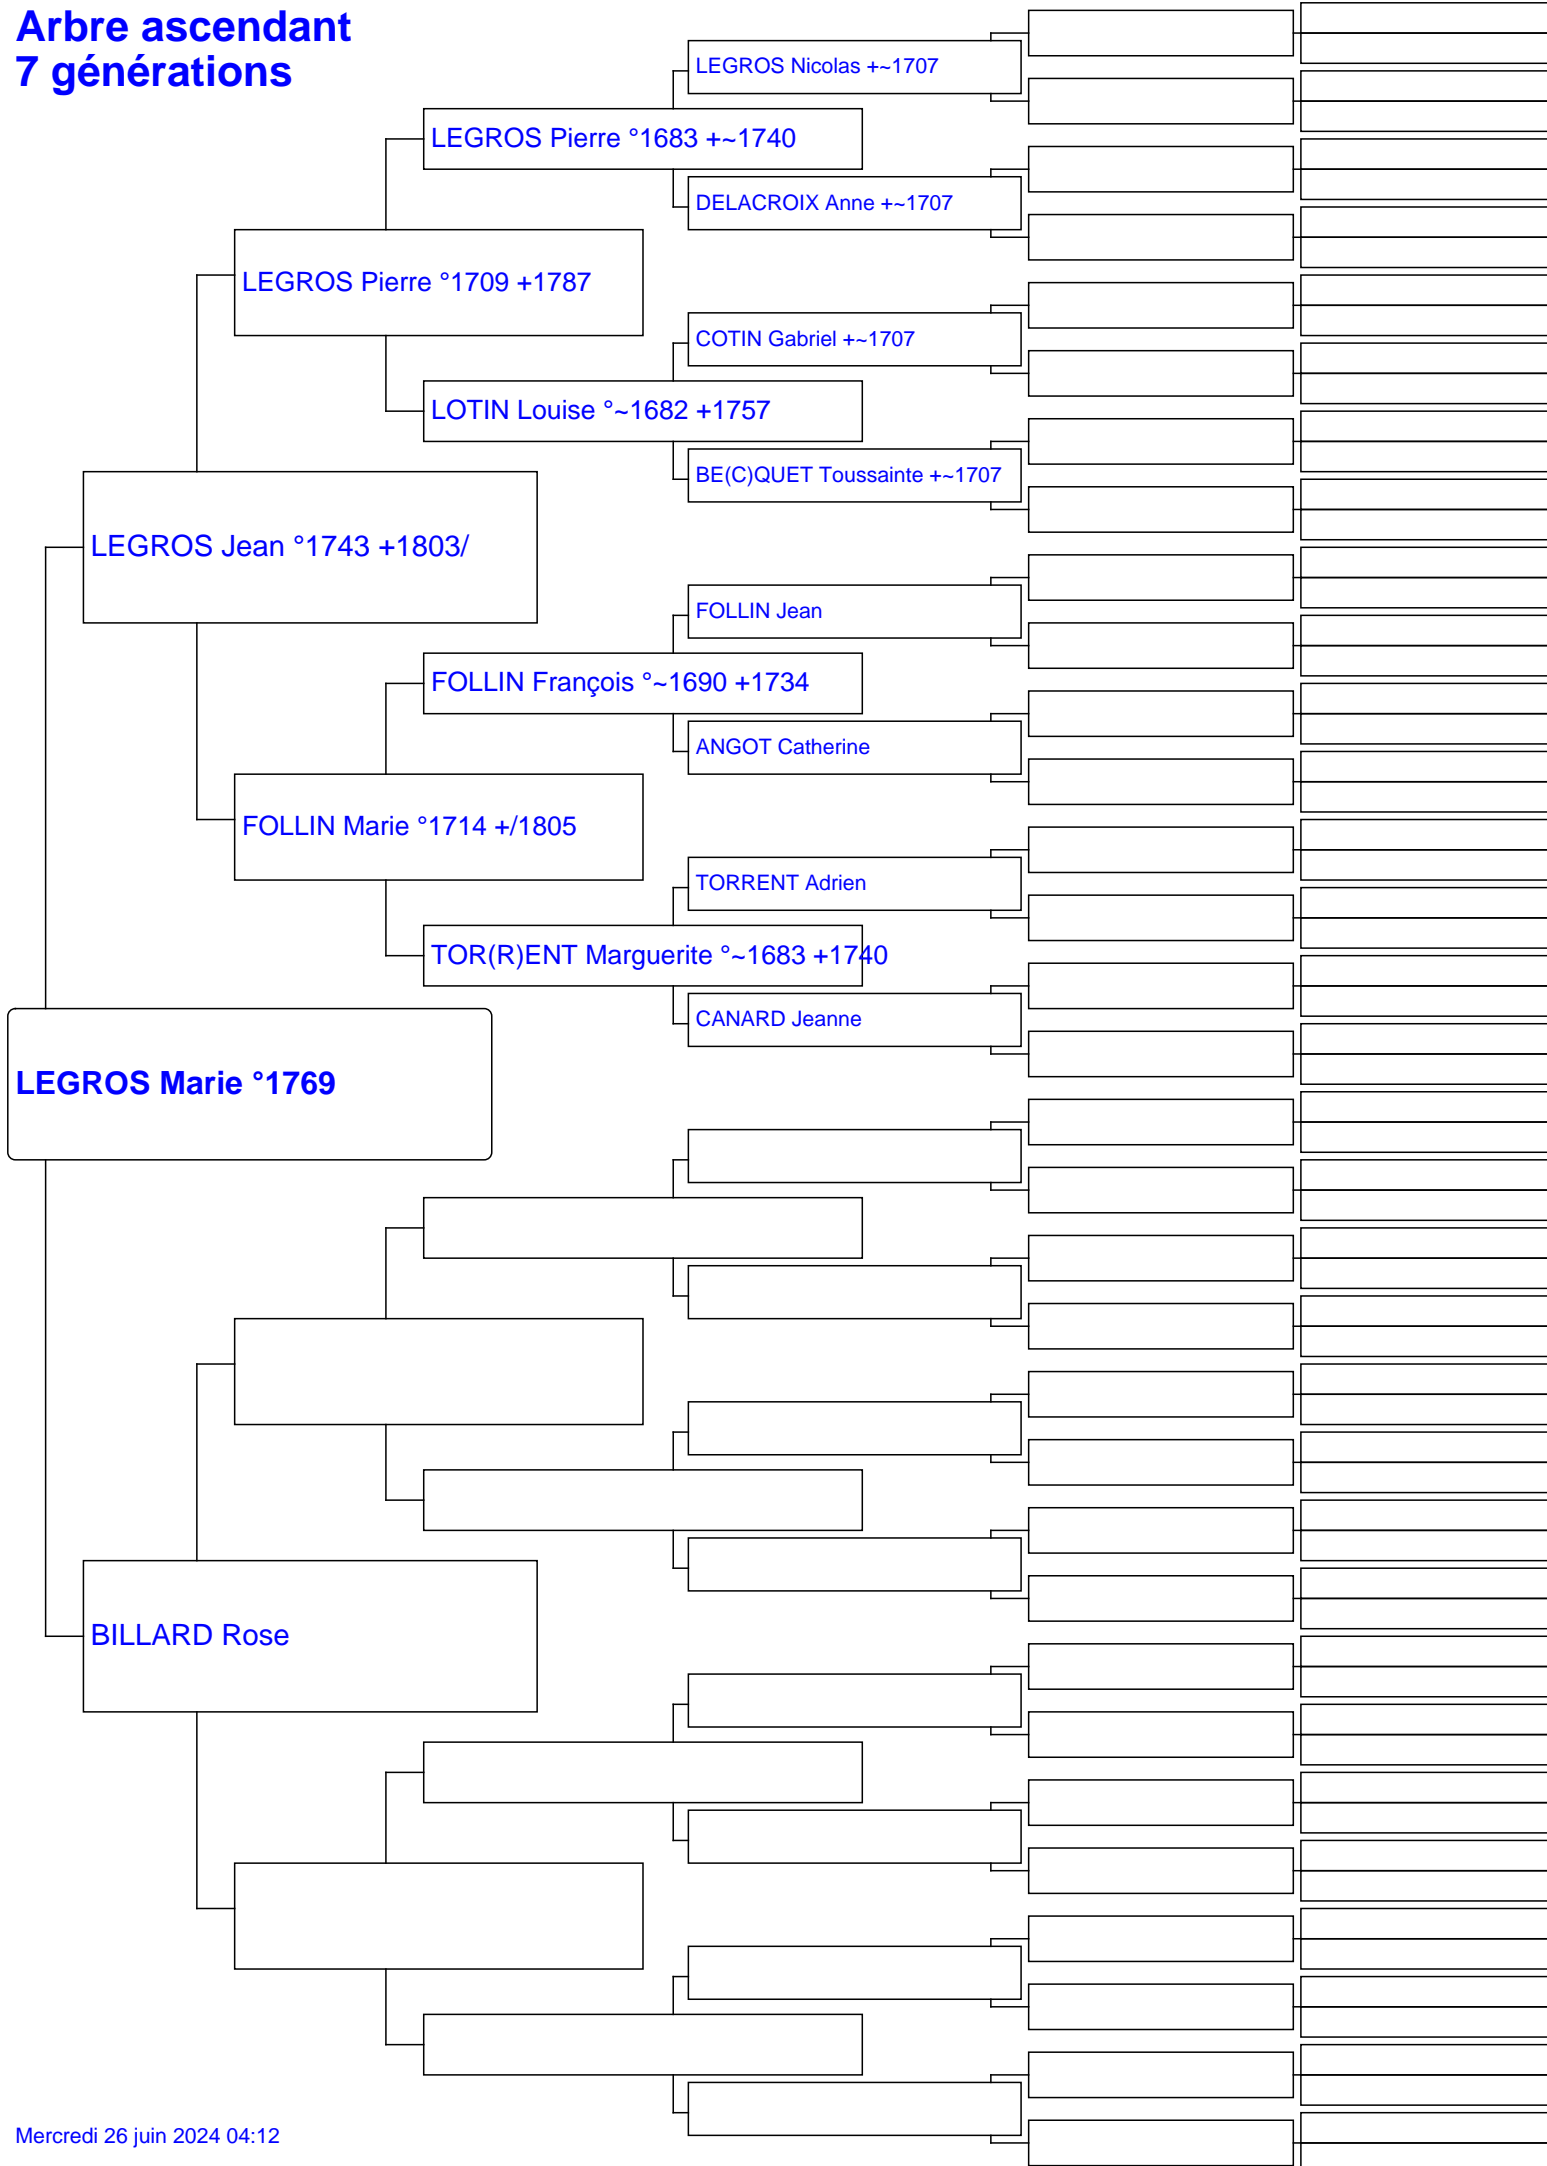 Arbre ascendant
7 générations
LEGROS Nicolas +~1707
LEGROS Pierre °1683 +~1740
DELACROIX Anne +~1707
LEGROS Pierre °1709 +1787
COTIN Gabriel +~1707
LOTIN Louise °~1682 +1757
BE(C)QUET Toussainte +~1707
LEGROS Jean °1743 +1803/
FOLLIN Jean
FOLLIN François °~1690 +1734
ANGOT Catherine
FOLLIN Marie °1714 +/1805
TORRENT Adrien
TOR(R)ENT Marguerite °~1683 +1740
CANARD Jeanne
LEGROS Marie °1769
BILLARD Rose
Mercredi 26 juin 2024 04:12